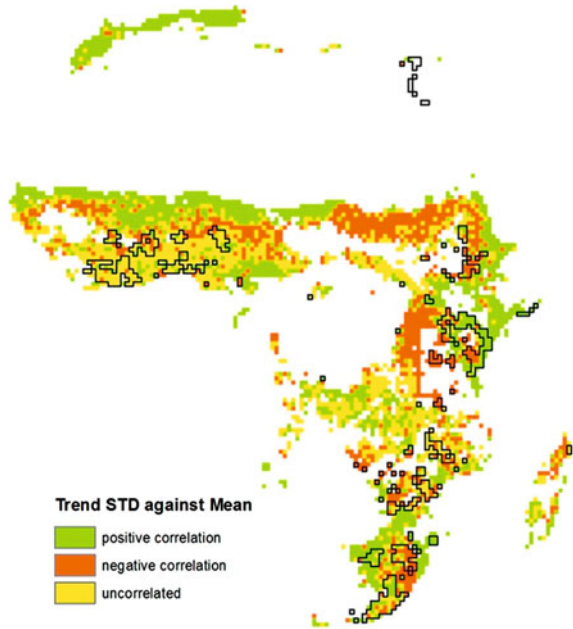 Trend STD against Mean
positive correlation
negative correlation
uncorrelated